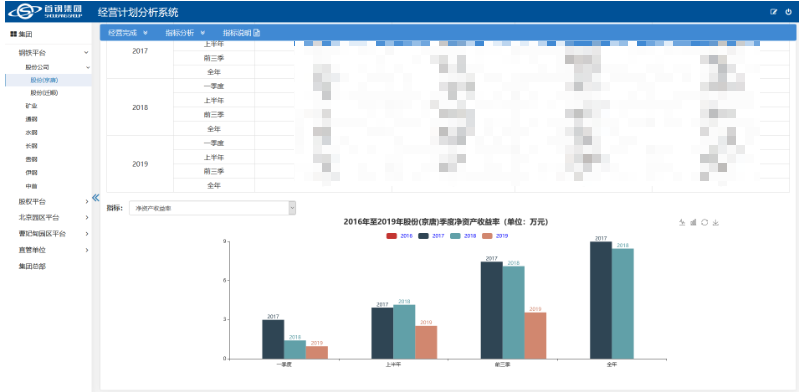 首钢集团 经营计划分析系统
SHOUGANG GROUP
集团
经营完成 指标分析 指标说明
钢铁平台
股份公司
股份(京唐)
股份(迁顺)
矿业
通钢
水钢
长钢
贵钢
伊钢
中首
股权平台
北京园区平台
曹妃甸园区平台
直管单位
集团总部
2017
上半年
前三季
全年
2018
一季度
上半年
前三季
全年
2019
一季度
上半年
前三季
全年
指标： 净资产收益率
2016年至2019年股份(京唐)季度净资产收益率（单位：万元）
2016 2017 2018 2019
9
6
3
0
2017 2018 2019
2017 2018 2019
2017 2018 2019
2017 2018
一季度 上半年 前三季 全年